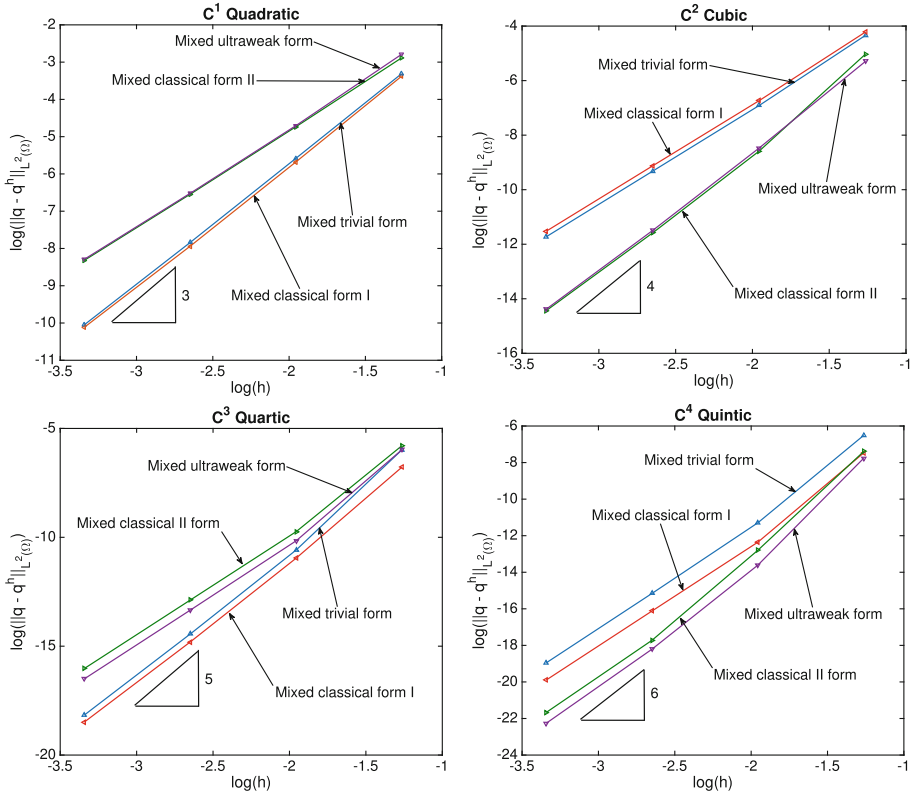 C¹ Quadratic
-2
-3
-4
-5
-6
-7
-8
-9
-10
-11
log(||q - qʰ||L²(Ω))
Mixed ultraweak form
Mixed classical form II
Mixed trivial form
Mixed classical form I
3
-3.5 -3 -2.5 -2 -1.5 -1
log(h)
C² Cubic
-4
-6
-8
-10
-12
-14
-16
log(||q - qʰ||L²(Ω))
Mixed trivial form
Mixed classical form I
Mixed ultraweak form
Mixed classical form II
4
-3.5 -3 -2.5 -2 -1.5 -1
log(h)
C³ Quartic
-5
-10
-15
-20
log(||q - qʰ||L²(Ω))
Mixed ultraweak form
Mixed classical II form
Mixed trivial form
Mixed classical form I
5
-3.5 -3 -2.5 -2 -1.5 -1
log(h)
C⁴ Quintic
-6
-8
-10
-12
-14
-16
-18
-20
-22
-24
log(||q - qʰ||L²(Ω))
Mixed trivial form
Mixed classical form I
Mixed ultraweak form
Mixed classical II form
6
-3.5 -3 -2.5 -2 -1.5 -1
log(h)